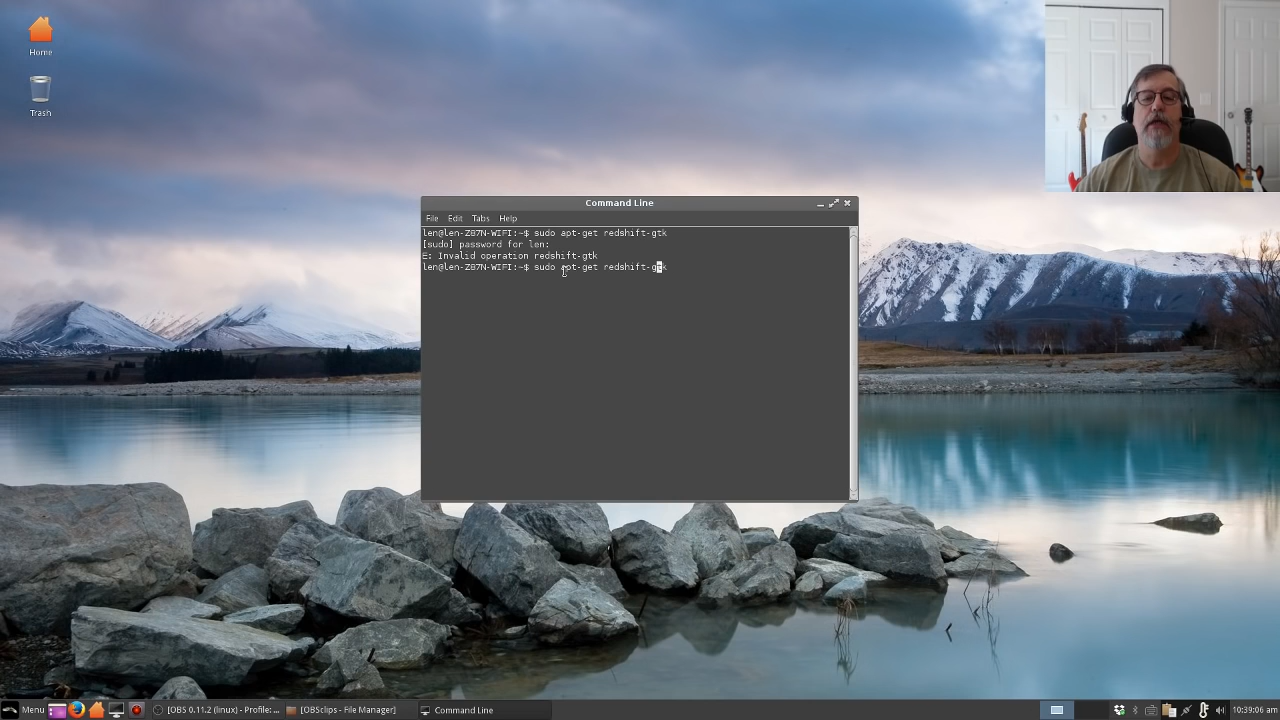 Home
Trash
Command Line
File Edit Tabs Help
len@len-Z87N-WIFI:~$ sudo apt-get redshift-gtk
[sudo] password for len:
E: Invalid operation redshift-gtk
len@len-Z87N-WIFI:~$ sudo apt-get redshift-gtk
Menu [OBS 0.11.2 (linux) - Profile: ... [OBSclips - File Manager] Command Line 10:39:06 am